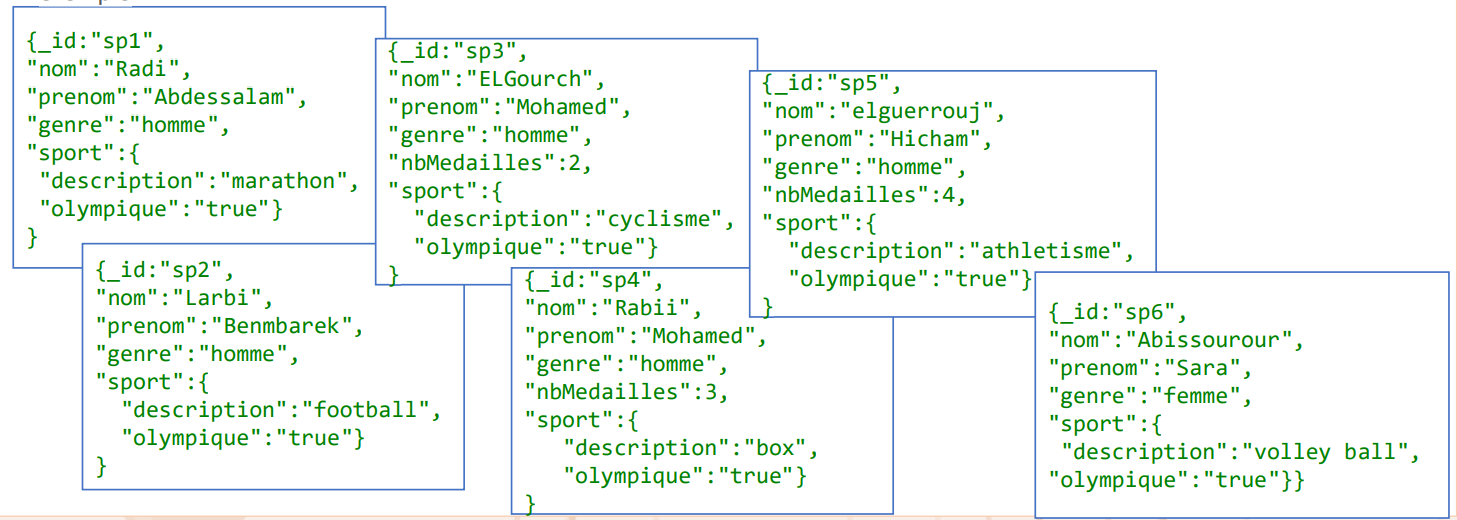 {_id:"sp1",
"nom":"Radi",
"prenom":"Abdessalam",
"genre":"homme",
"sport":{
"description":"marathon",
"olympique":"true"}
}
{_id:"sp2",
"nom":"Larbi",
"prenom":"Benmbarek",
"genre":"homme",
"sport":{
"description":"football",
"olympique":"true"}
}
{_id:"sp3",
"nom":"ELGourch",
"prenom":"Mohamed",
"genre":"homme",
"nbMedailles":2,
"sport":{
"description":"cyclisme",
"olympique":"true"}
}
{_id:"sp4"
"nom":"Rabii",
"prenom":"Mohamed",
"genre":"homme",
"nbMedailles":3,
"sport":{
"description":"box",
"olympique":"true"}
}
{_id:"sp5",
"nom":"elguerrouj",
"prenom":"Hicham",
"genre":"homme",
"nbMedailles":4,
"sport":{
"description":"athletisme",
"olympique":"true"}
}
{_id:"sp6",
"nom":"Abissourour",
"prenom":"Sara",
"genre":"femme",
"sport":{
"description":"volley ball",
"olympique":"true"}}